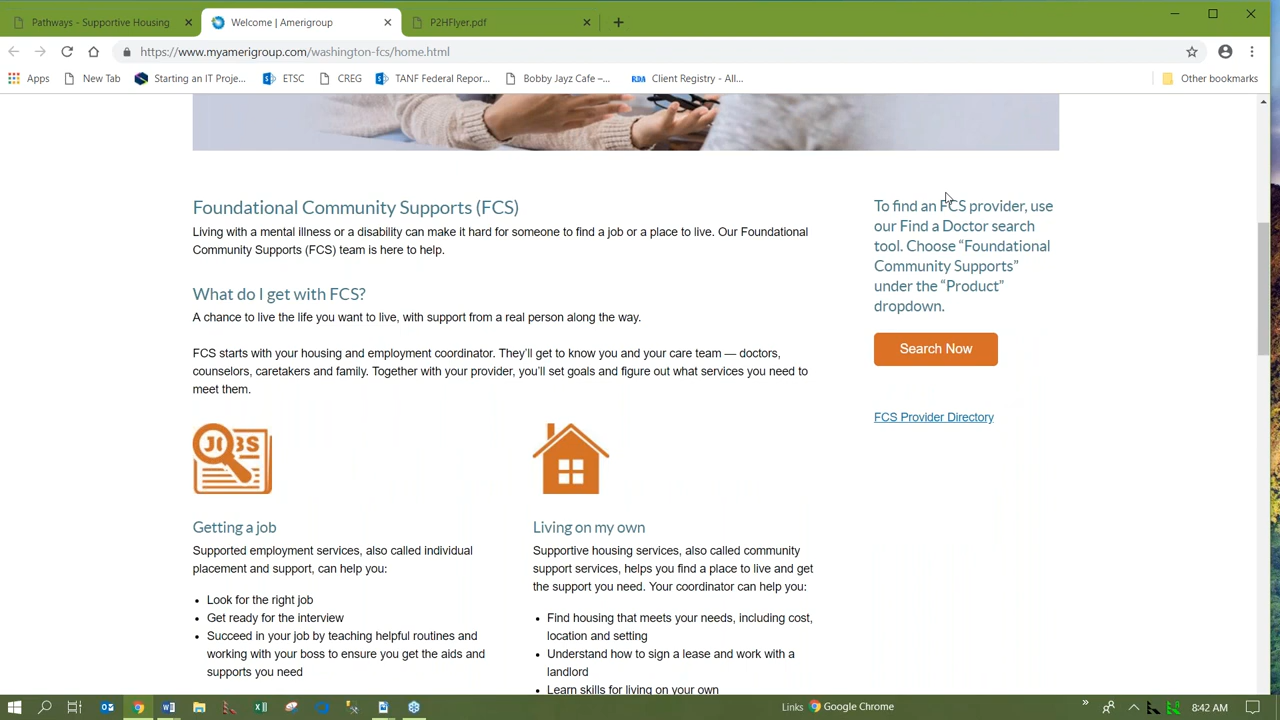 Pathways - Supportive Housing
Welcome | Amerigroup
P2HFlyer.pdf
https://www.myamerigroup.com/washington-fcs/home.html
Apps
New Tab
Starting an IT Proje...
ETSC
CREG
TANF Federal Repor...
Bobby Jayz Cafe –...
RDA
Client Registry - All...
Other bookmarks
Foundational Community Supports (FCS)
Living with a mental illness or a disability can make it hard for someone to find a job or a place to live. Our Foundational
Community Supports (FCS) team is here to help.
What do I get with FCS?
A chance to live the life you want to live, with support from a real person along the way.
FCS starts with your housing and employment coordinator. They'll get to know you and your care team — doctors,
counselors, caretakers and family. Together with your provider, you'll set goals and figure out what services you need to
meet them.
To find an FCS provider, use
our Find a Doctor search
tool. Choose “Foundational
Community Supports”
under the “Product”
dropdown.
Search Now
FCS Provider Directory
JOBS
Getting a job
Supported employment services, also called individual
placement and support, can help you:
• Look for the right job
• Get ready for the interview
• Succeed in your job by teaching helpful routines and
working with your boss to ensure you get the aids and
supports you need
Living on my own
Supportive housing services, also called community
support services, helps you find a place to live and get
the support you need. Your coordinator can help you:
• Find housing that meets your needs, including cost,
location and setting
• Understand how to sign a lease and work with a
landlord
• Learn skills for living on your own
Links
Google Chrome
8:42 AM